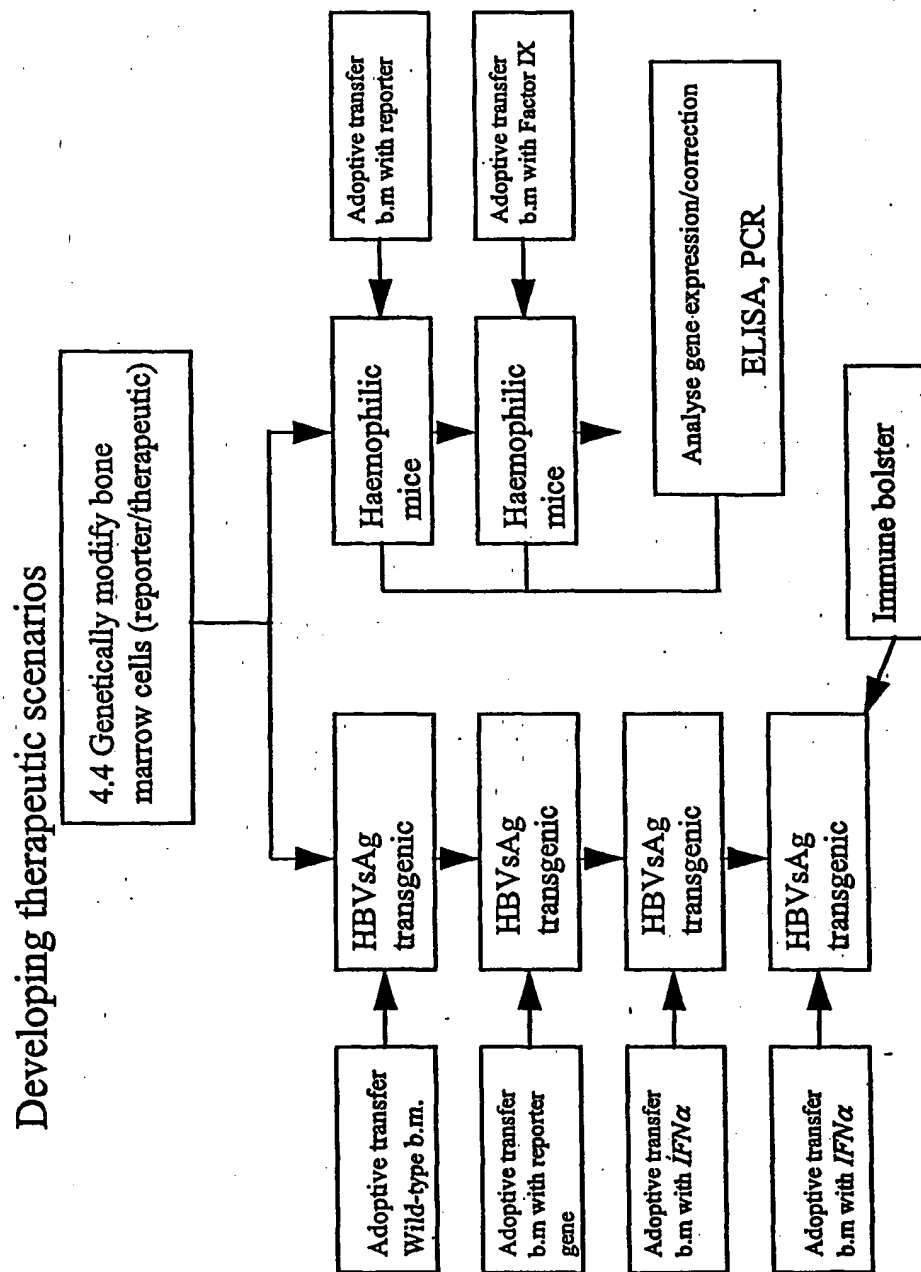 Developing therapeutic scenarios
4.4 Genetically modify bone
marrow cells (reporter/therapeutic)
Adoptive transfer
Wild-type b.m.
HBVsAg
transgenic
Haemophilic
mice
Adoptive transfer
b.m with reporter
Adoptive transfer
b.m with reporter
gene
HBVsAg
transgenic
Haemophilic
mice
Adoptive transfer
b.m with Factor IX
Adoptive transfer
b.m with IFNα
HBVsAg
transgenic
Analyse gene expression/correction
ELISA, PCR
Adoptive transfer
b.m with IFNα
HBVsAg
transgenic
Immune bolster